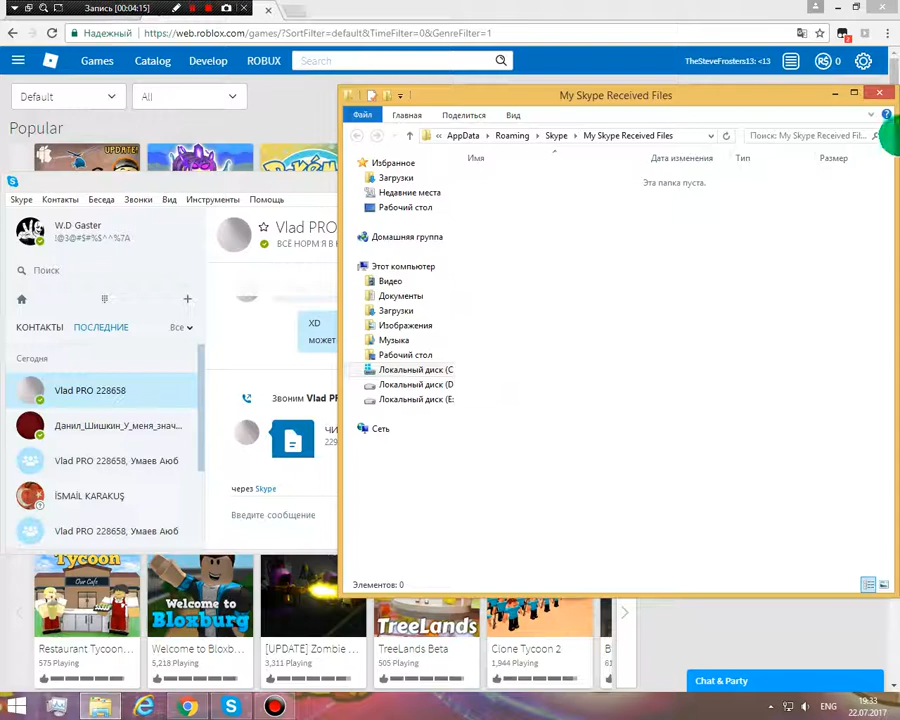 Запись [00:04:15]
Надежный
https://web.roblox.com/games/?SortFilter=default&TimeFilter=0&GenreFilter=1
Games
Catalog
Develop
ROBUX
Search
TheSteveFrosters13: <13
R$ 0
Default
All
Popular
My Skype Received Files
Файл
Главная
Поделиться
Вид
AppData
Roaming
Skype
My Skype Received Files
Поиск: My Skype Received Fil...
Имя
Дата изменения
Тип
Размер
Эта папка пуста.
Избранное
Загрузки
Недавние места
Рабочий стол
Домашняя группа
Этот компьютер
Видео
Документы
Загрузки
Изображения
Музыка
Рабочий стол
Локальный диск (C
Локальный диск (D
Локальный диск (E:
Сеть
Элементов: 0
Skype
Контакты
Беседа
Звонки
Вид
Инструменты
Помощь
W.D Gaster
!@3@#$#%$^^%7A
Поиск
КОНТАКТЫ
ПОСЛЕДНИЕ
Все
Сегодня
Vlad PRO 228658
Данил_Шишкин_У_меня_знач...
Vlad PRO 228658, Умаев Аюб
İSMAİL KARAKUŞ
Vlad PRO 228658, Умаев Аюб
Vlad PRO
ВСЁ НОРМ Я В
XD
может
Звоним Vlad P
ЧИ
229
через Skype
Введите сообщение
Tycoon
Our Cafe
Welcome to
Bloxburg
TreeLands
Restaurant Tycoon...
575 Playing
Welcome to Bloxb...
5,218 Playing
[UPDATE] Zombie ...
3,311 Playing
TreeLands Beta
505 Playing
Clone Tycoon 2
1,944 Playing
Chat & Party
ENG
19:33
22.07.2017